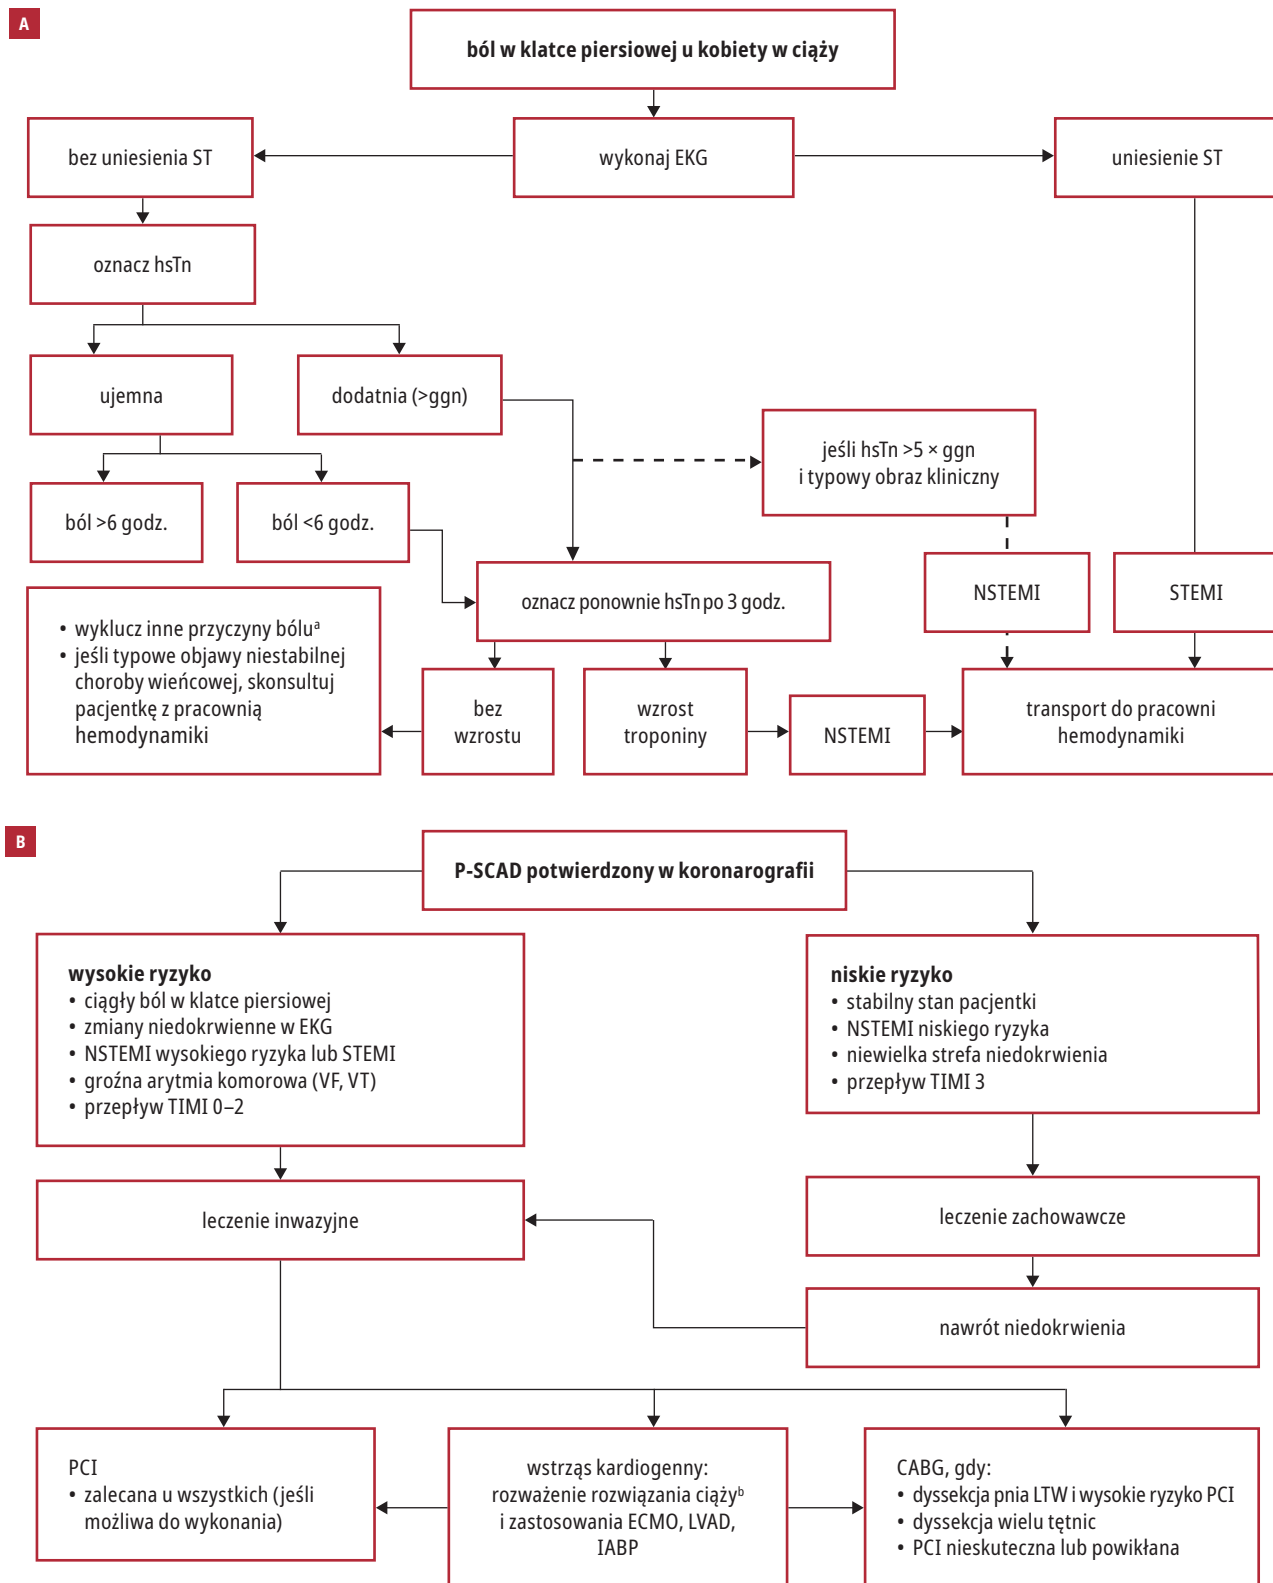 A
ból w klatce piersiowej u kobiety w ciąży
bez uniesienia ST
wykonaj EKG
uniesienie ST
oznacz hsTn
ujemna
dodatnia (>ggn)
jeśli hsTn >5 × ggn
i typowy obraz kliniczny
ból >6 godz.
ból <6 godz.
oznacz ponownie hsTn po 3 godz.
NSTEMI
STEMI
• wyklucz inne przyczyny bóluᵃ
• jeśli typowe objawy niestabilnej
choroby wieńcowej, skonsultuj
pacjentkę z pracownią
hemodynamiki
bez
wzrostu
wzrost
troponiny
NSTEMI
transport do pracowni
hemodynamiki
B
P-SCAD potwierdzony w koronarografii
wysokie ryzyko
• ciągły ból w klatce piersiowej
• zmiany niedokrwienne w EKG
• NSTEMI wysokiego ryzyka lub STEMI
• groźna arytmia komorowa (VF, VT)
• przepływ TIMI 0–2
niskie ryzyko
• stabilny stan pacjentki
• NSTEMI niskiego ryzyka
• niewielka strefa niedokrwienia
• przepływ TIMI 3
leczenie inwazyjne
leczenie zachowawcze
nawrót niedokrwienia
PCI
• zalecana u wszystkich (jeśli
możliwa do wykonania)
wstrząs kardiogenny:
rozważenie rozwiązania ciążyᵇ
i zastosowania ECMO, LVAD,
IABP
CABG, gdy:
• dyssekcja pnia LTW i wysokie ryzyko PCI
• dyssekcja wielu tętnic
• PCI nieskuteczna lub powikłana